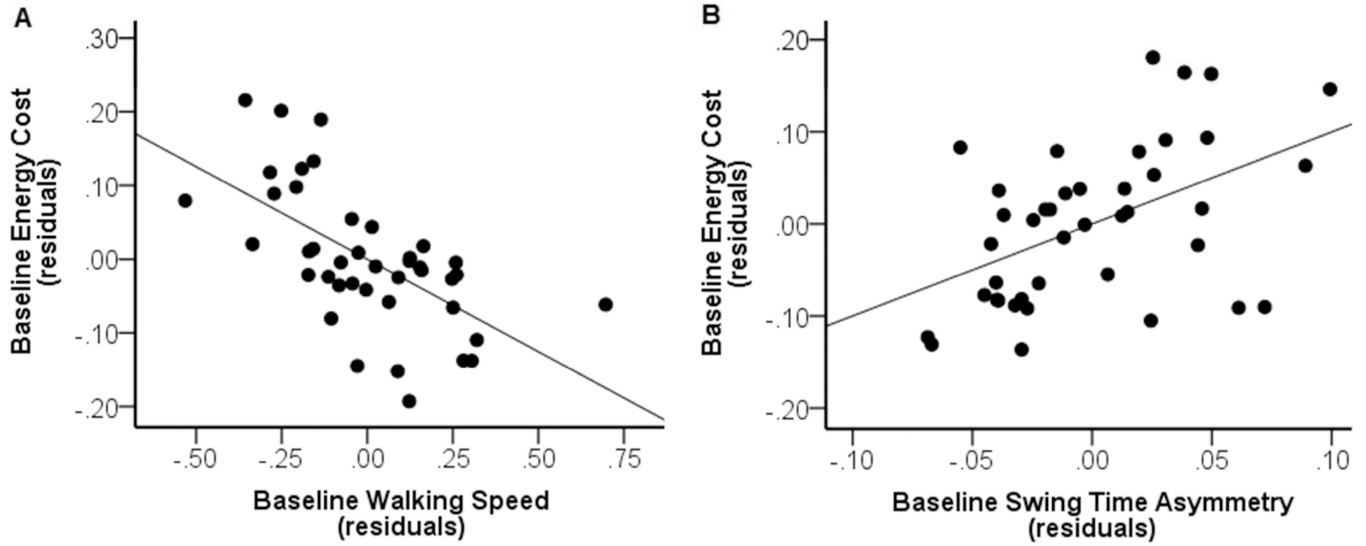 A
Baseline Energy Cost
(residuals)
.30
.20
.10
.00
-.10
-.20
-.50
-.25
.00
.25
.50
.75
Baseline Walking Speed
(residuals)
B
Baseline Energy Cost
(residuals)
.20
.10
.00
-.10
-.20
-.10
-.05
.00
.05
.10
Baseline Swing Time Asymmetry
(residuals)